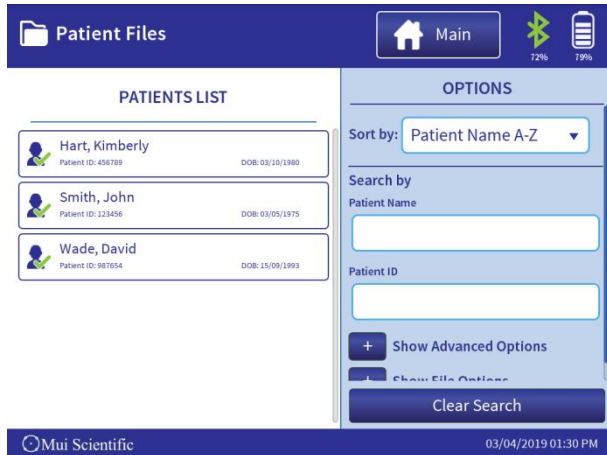 Patient Files
Main
72%
79%
PATIENTS LIST
Hart, Kimberly
Patient ID: 456789 DOB: 03/10/1980
Smith, John
Patient ID: 123456 DOB: 03/05/1975
Wade, David
Patient ID: 987654 DOB: 15/09/1993
OPTIONS
Sort by: Patient Name A-Z
Search by
Patient Name
Patient ID
+ Show Advanced Options
+ Show File Options
Clear Search
Mui Scientific
03/04/2019 01:30 PM